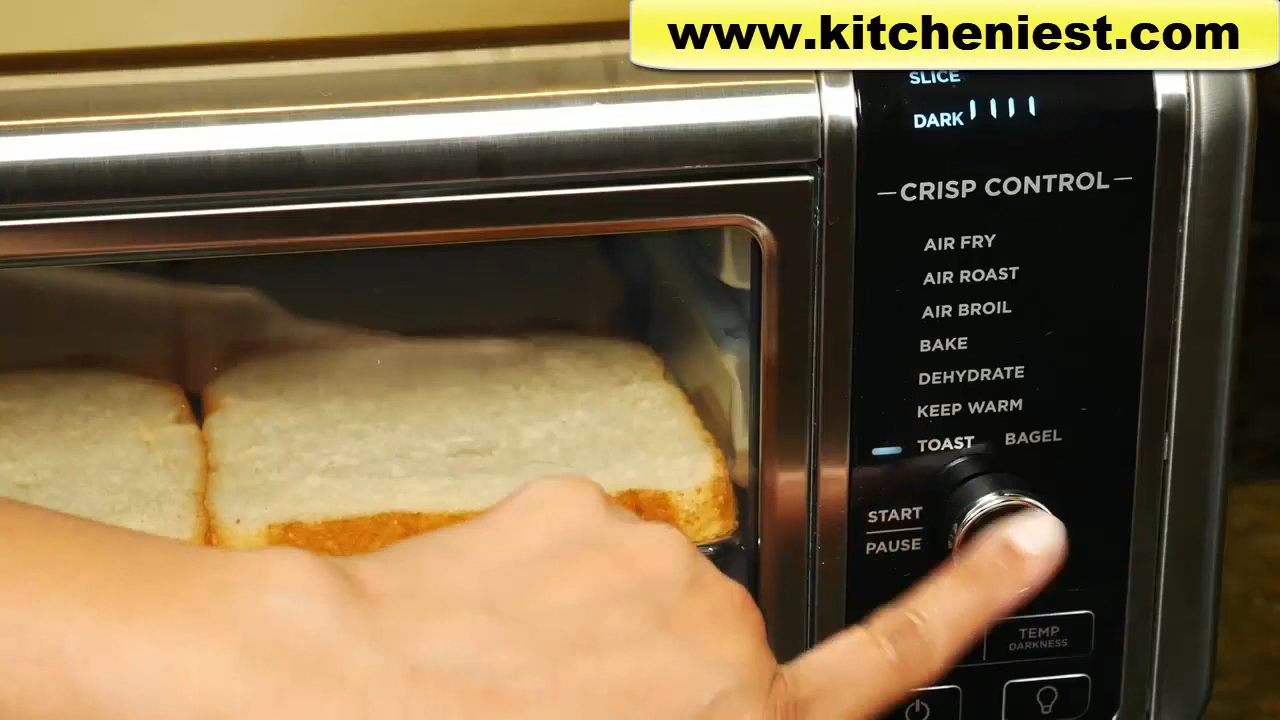 www.kitcheniest.com
SLICE
DARK
CRISP CONTROL
AIR FRY
AIR ROAST
AIR BROIL
BAKE
DEHYDRATE
KEEP WARM
TOAST BAGEL
START
PAUSE
TEMP
DARKNESS